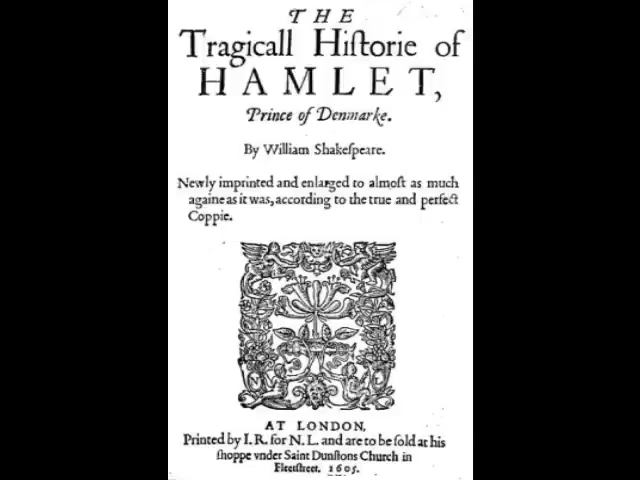 THE
Tragicall Hiſtorie of
HAMLET,
Prince of Denmarke.
By William Shakeſpeare.
Newly imprinted and enlarged to almoſt as much
againe as it was, according to the true and perfect
Coppie.
AT LONDON,
Printed by I. R. for N. L. and are to be ſold at his
ſhoppe vnder Saint Dunſtons Church in
Fleetſtreet. 1605.